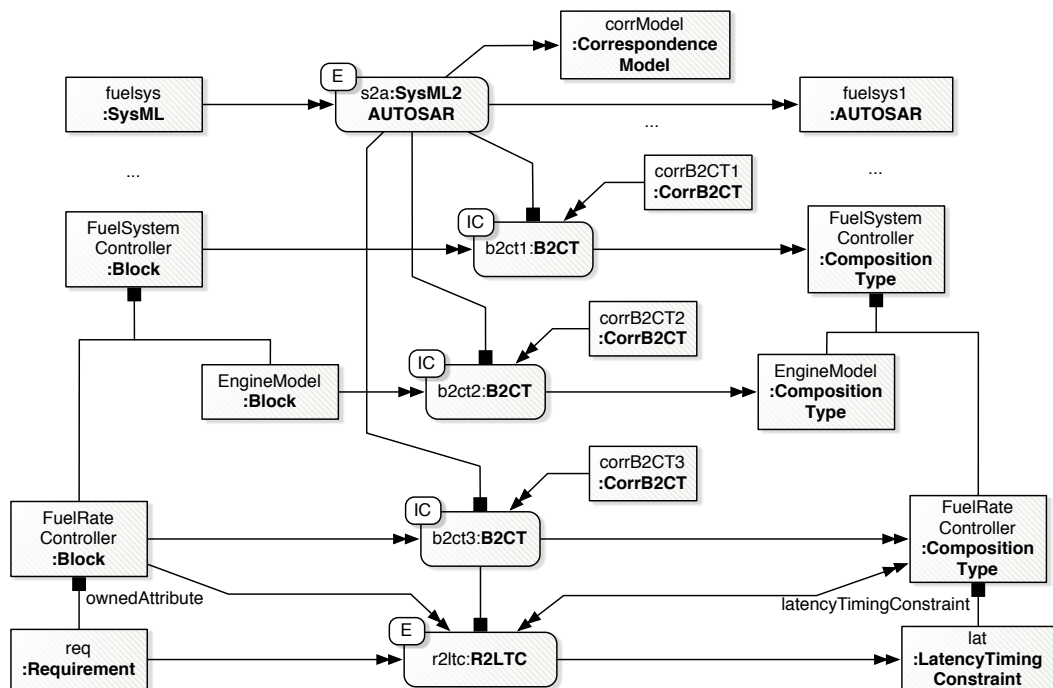 corrModel
:Correspondence
Model
E
fuelsys
:SysML
s2a:SysML2
AUTOSAR
fuelsys1
:AUTOSAR
...
...
...
corrB2CT1
:CorrB2CT
FuelSystem
Controller
:Block
IC
b2ct1:B2CT
FuelSystem
Controller
:Composition
Type
corrB2CT2
:CorrB2CT
EngineModel
:Block
IC
b2ct2:B2CT
EngineModel
:Composition
Type
corrB2CT3
:CorrB2CT
FuelRate
Controller
:Block
IC
b2ct3:B2CT
FuelRate
Controller
:Composition
Type
ownedAttribute
latencyTimingConstraint
req
:Requirement
E
r2ltc:R2LTC
lat
:LatencyTiming
Constraint